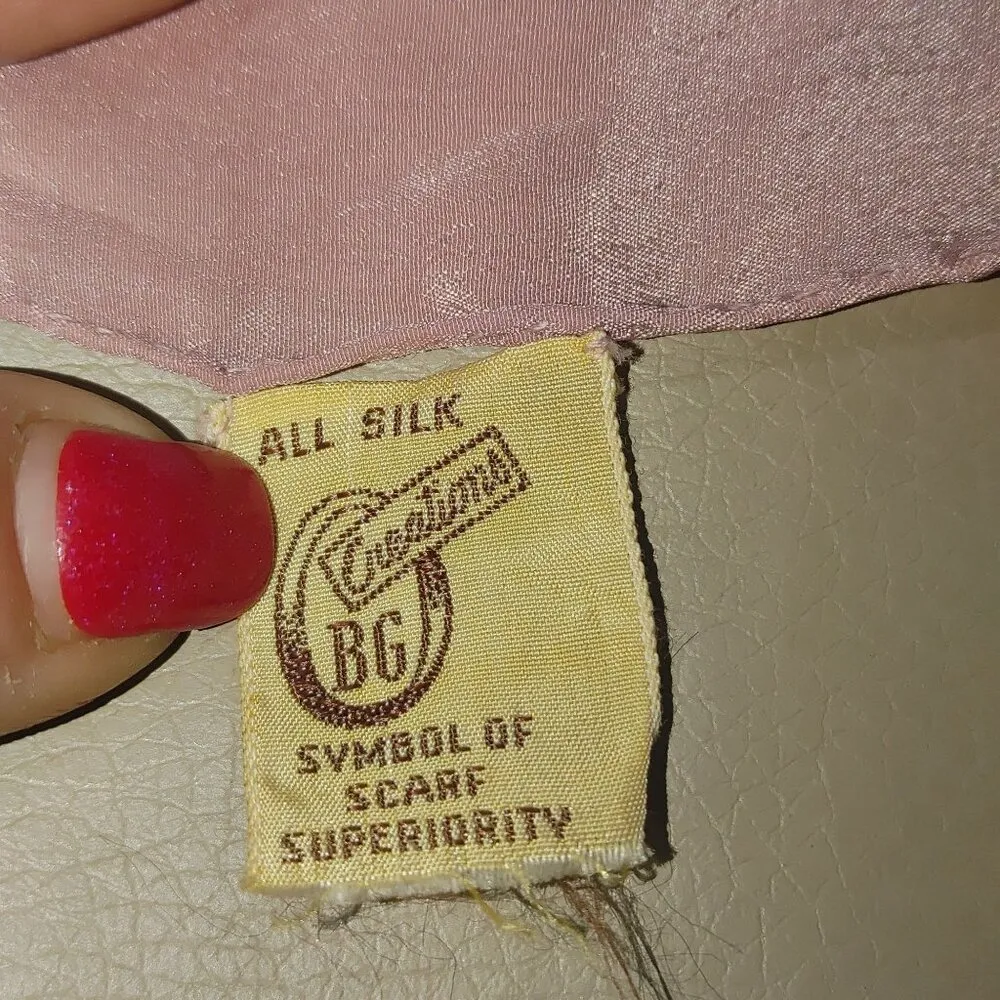 ALL SILK
Creations
BG
SYMBOL OF
SCARF
SUPERIORITY